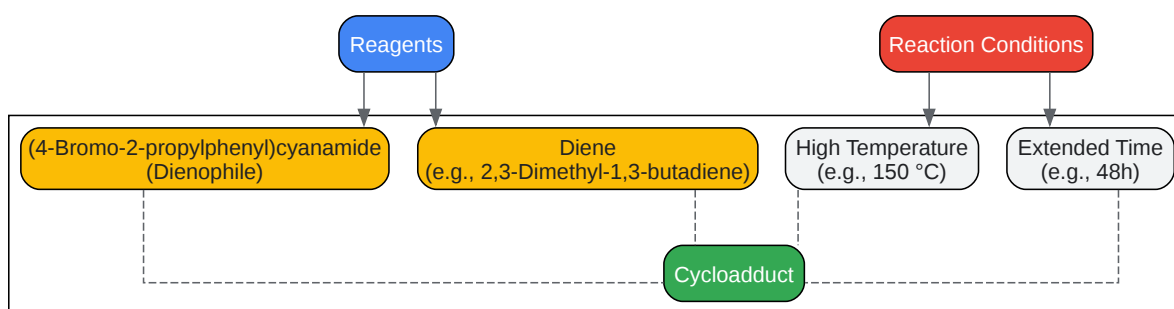 Reagents
Reaction Conditions
(4-Bromo-2-propylphenyl)cyanamide
(Dienophile)
Diene
(e.g., 2,3-Dimethyl-1,3-butadiene)
High Temperature
(e.g., 150 °C)
Extended Time
(e.g., 48h)
Cycloadduct